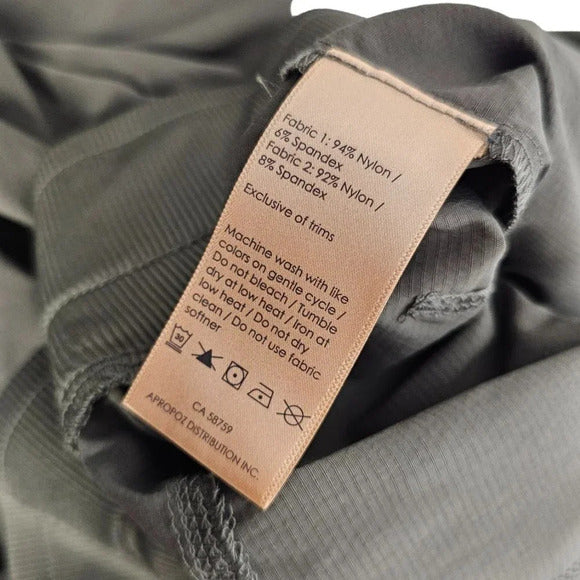 Fabric 1: 94% Nylon /
6% Spandex
Fabric 2: 92% Nylon /
8% Spandex
Exclusive of trims
Machine wash with like
colors on gentle cycle /
Do not bleach / Tumble
dry at low heat / Iron at
low heat / Do not dry
clean / Do not use fabric
softner
30
CA 58759
APROPOZ DISTRIBUTION INC.